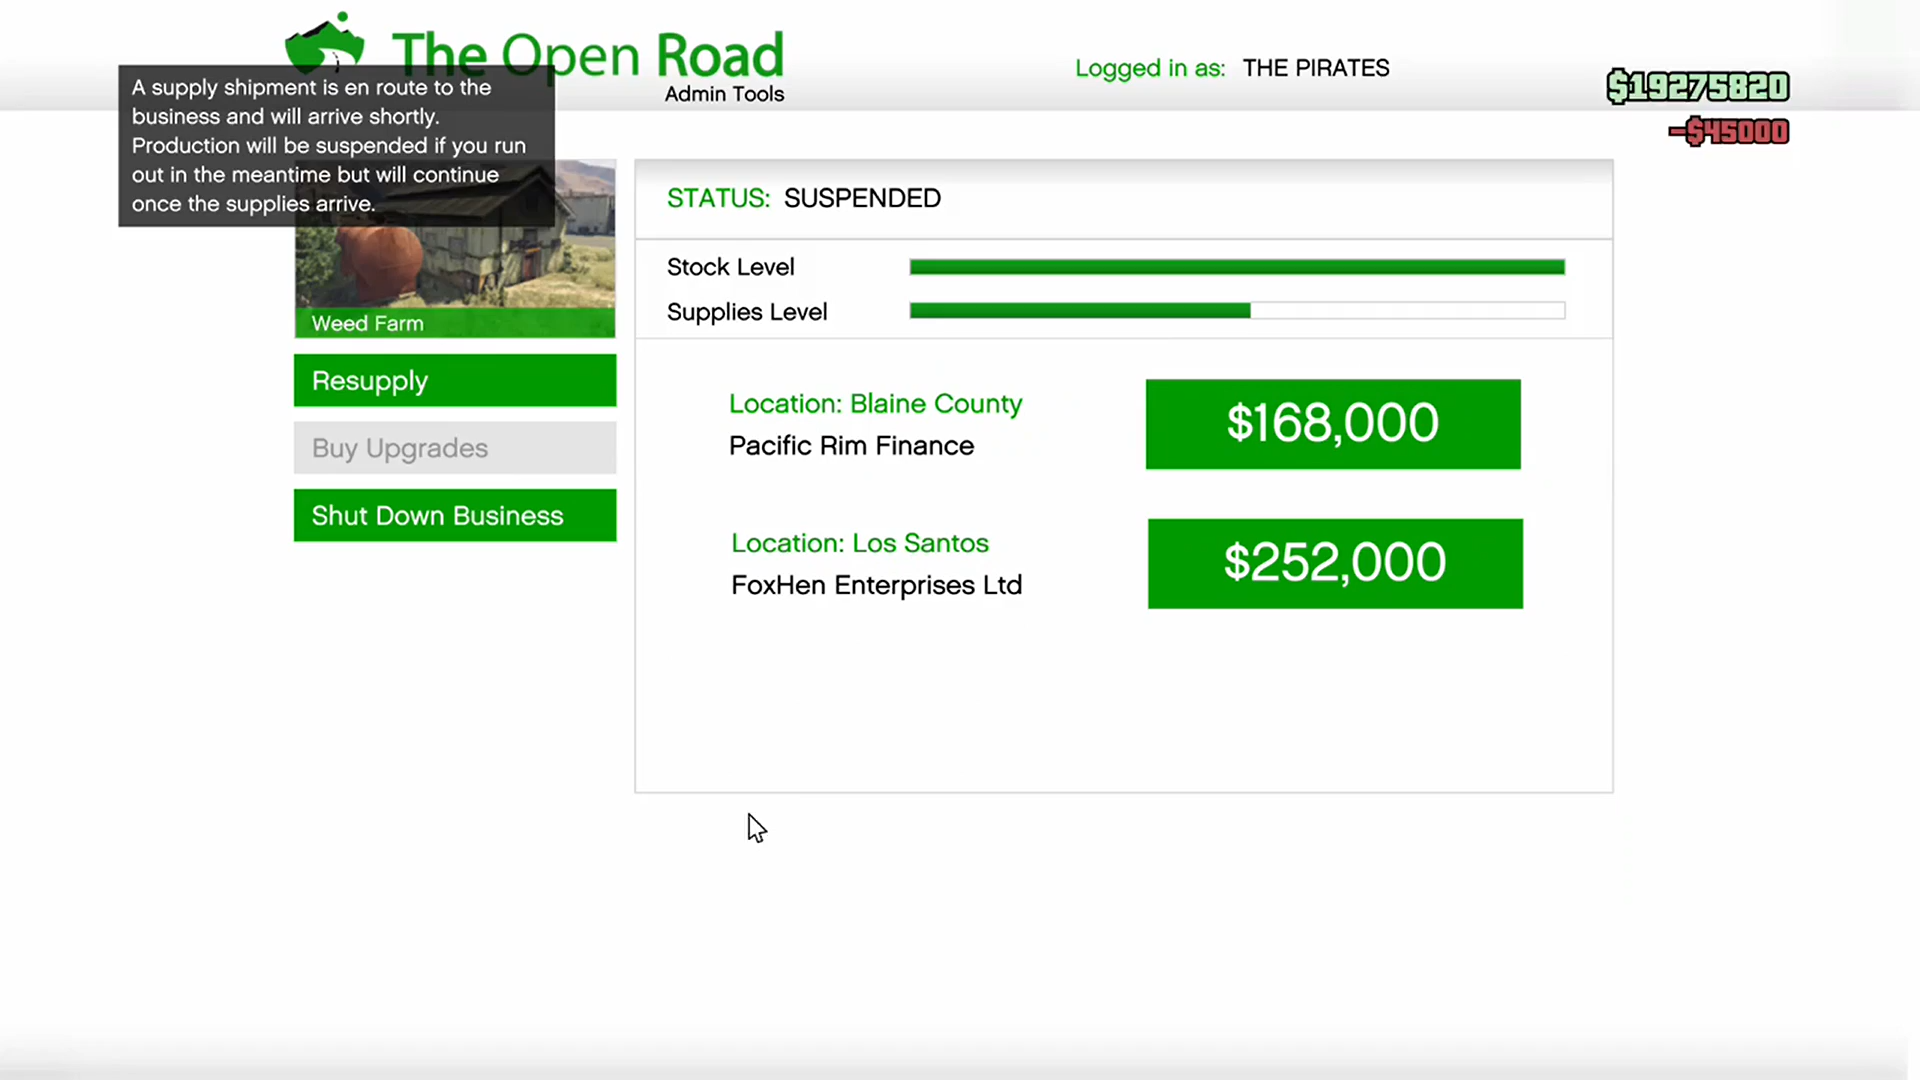 The Open Road
Admin Tools
Logged in as: THE PIRATES
$19275820
-$45000
A supply shipment is en route to the
business and will arrive shortly.
Production will be suspended if you run
out in the meantime but will continue
once the supplies arrive.
Weed Farm
Resupply
Buy Upgrades
Shut Down Business
STATUS: SUSPENDED
Stock Level
Supplies Level
Location: Blaine County
Pacific Rim Finance
$168,000
Location: Los Santos
FoxHen Enterprises Ltd
$252,000